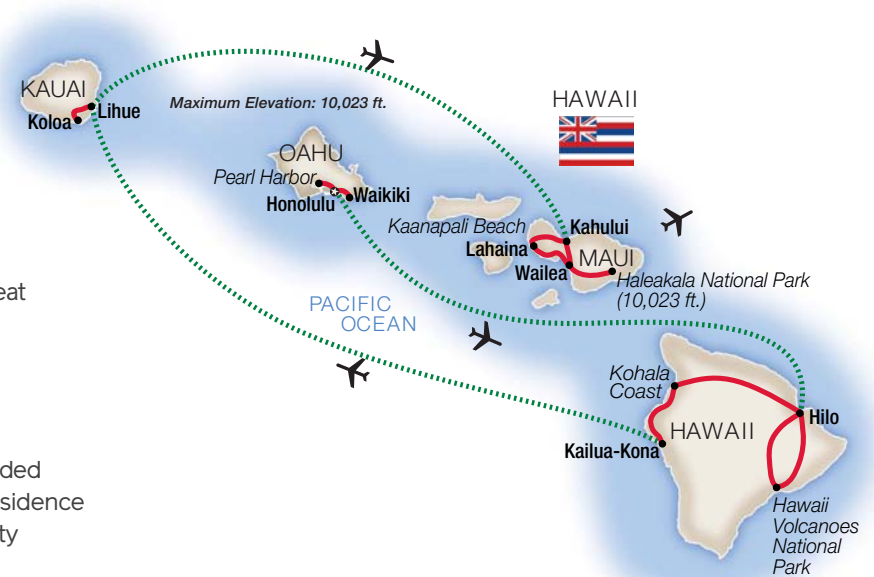 HAWAII
KAUAI
Lihue
Koloa
Maximum Elevation: 10,023 ft.
OAHU
Pearl Harbor
Honolulu
Waikiki
Kaanapali Beach
Kahului
Lahaina
MAUI
Wailea
Haleakala National Park
(10,023 ft.)
eat
PACIFIC
OCEAN
Kohala
Coast
HAWAII
Hilo
Kailua-Kona
ded
sidence
ty
Hawaii
Volcanoes
National
Park